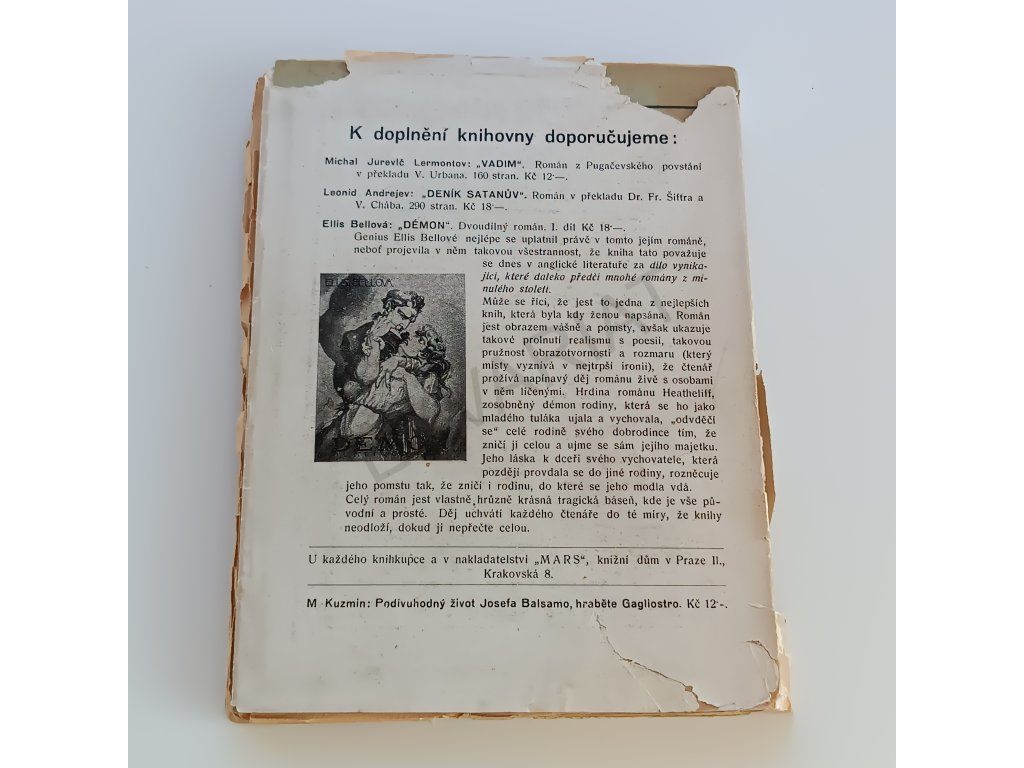 K doplnění knihovny doporučujeme:
Michal Jurevič Lermontov: „VADIM“. Román z Pugačevského povstání
v překladu V. Urbana. 160 stran. Kč 12·—.
Leonid Andrejev: „DENÍK SATANŮV“. Román v překladu Dr. Fr. Šiftra a
V. Chába. 290 stran. Kč 18·—.
Ellis Bellová: „DÉMON“. Dvoudilný román. I. díl Kč 18·—.
Genius Ellis Bellové nejlépe se uplatnil právě v tomto jejím románě,
neboť projevila v něm takovou všestrannost, že kniha tato považuje
se dnes v anglické literatuře za dílo vynika-
jící, které daleko předčí mnohé romány z mi-
nulého století.
Může se říci, že jest to jedna z nejlepších
knih, která byla kdy ženou napsána. Román
jest obrazem vášně a pomsty, avšak ukazuje
takové prolnutí realismu s poesií, takovou
pružnost obrazotvornosti a rozmaru (který
místy vyznívá v nejtrpší ironii), že čtenář
prožívá napínavý děj románu živě s osobami
v něm líčenými. Hrdina románu Heatheliff,
zosobněný démon rodiny, která se ho jako
mladého tuláka ujala a vychovala, „odvděčí
se“ celé rodině svého dobrodince tím, že
zničí ji celou a ujme se sám jejího majetku.
Jeho láska k dceři svého vychovatele, která
později provdala se do jiné rodiny, rozněcuje
jeho pomstu tak, že zničí i rodinu, do které se jeho modla vdá.
Celý román jest vlastně hrůzně krásná tragická báseň, kde je vše pů-
vodní a prosté. Děj uchvátí každého čtenáře do té míry, že knihy
neodloží, dokud ji nepřečte celou.
ELLIS BELLOVÁ
DÉMON
U každého knihkupce a v nakladatelství „MARS“, knižní dům v Praze II.,
Krakovská 8.
M Kuzmin: Podivuhodný život Josefa Balsamo, hraběte Gagliostro. Kč 12·-.